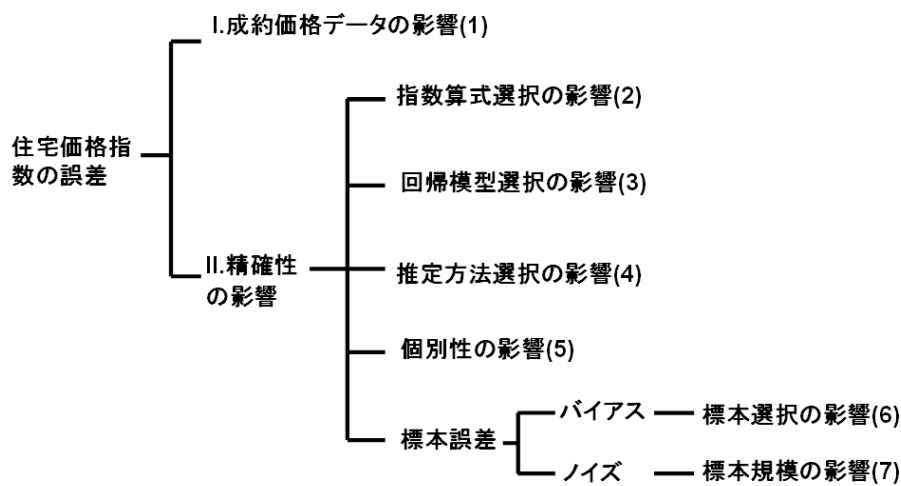 I.成約価格データの影響(1)
指数算式選択の影響(2)
住宅価格指
数の誤差
回帰模型選択の影響(3)
II.精確性
の影響
推定方法選択の影響(4)
個別性の影響(5)
標本誤差
バイアス
標本選択の影響(6)
ノイズ
標本規模の影響(7)